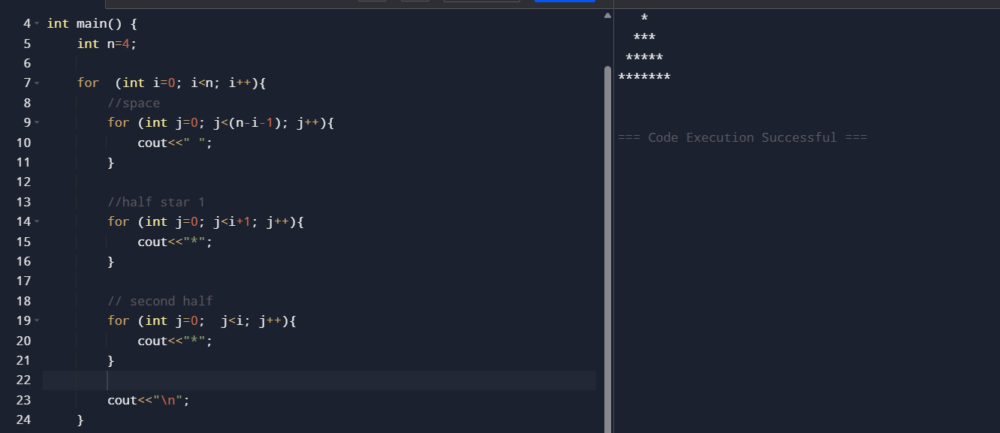 4 int main() {
5     int n=4;
6
7     for  (int i=0; i<n; i++){
8         //space
9         for (int j=0; j<(n-i-1); j++){
10             cout<<" ";
11         }
12
13         //half star 1
14         for (int j=0; j<i+1; j++){
15             cout<<"*";
16         }
17
18         // second half
19         for (int j=0;  j<i; j++){
20             cout<<"*";
21         }
22
23         cout<<"\n";
24     }
   *
  ***
 *****
*******
=== Code Execution Successful ===